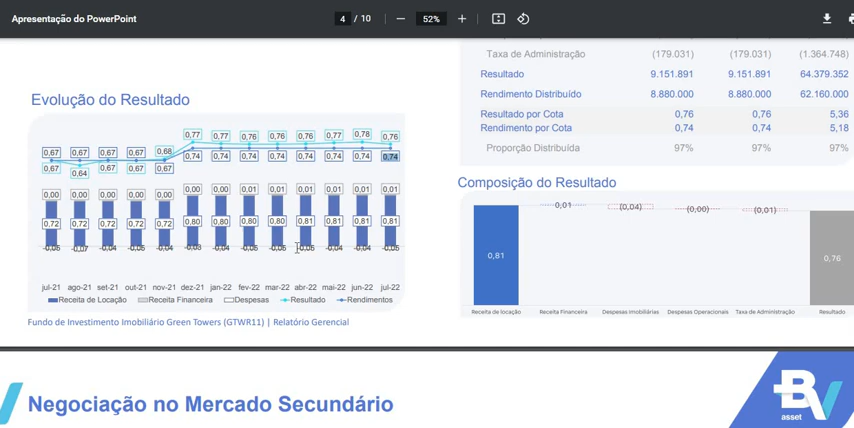 Apresentação do PowerPoint
4 / 10
52%
Taxa de Administração (179.031) (179.031) (1.364.748)
Resultado 9.151.891 9.151.891 64.379.352
Rendimento Distribuído 8.880.000 8.880.000 62.160.000
Resultado por Cota 0,76 0,76 5,36
Rendimento por Cota 0,74 0,74 5,18
Proporção Distribuída 97% 97% 97%
Evolução do Resultado
0,77 0,77 0,76 0,76 0,76 0,77 0,78 0,76
0,67 0,67 0,67 0,67 0,68
0,74 0,74 0,74 0,74 0,74 0,74 0,74 0,74
0,67 0,64 0,67 0,67 0,67
0,00 0,00 0,00 0,00 0,00 0,00 0,01 0,01 0,01 0,01 0,01 0,01 0,01
0,72 0,72 0,72 0,72 0,72 0,80 0,80 0,80 0,80 0,81 0,81 0,81 0,81
-0,05 -0,07 -0,04 -0,05 -0,04 -0,03 -0,04 -0,05 -0,05 -0,05 -0,04 -0,04 -0,05
jul-21 ago-21 set-21 out-21 nov-21 dez-21 jan-22 fev-22 mar-22 abr-22 mai-22 jun-22 jul-22
Receita de Locação Receita Financeira Despesas Resultado Rendimentos
Fundo de Investimento Imobiliário Green Towers (GTWR11) | Relatório Gerencial
Composição do Resultado
0,81 0,01 (0,04) (0,00) (0,01) 0,76
Receita de locação Receita Financeira Despesas Imobiliárias Despesas Operacionais Taxa de Administração Resultado
Negociação no Mercado Secundário
BV
asset